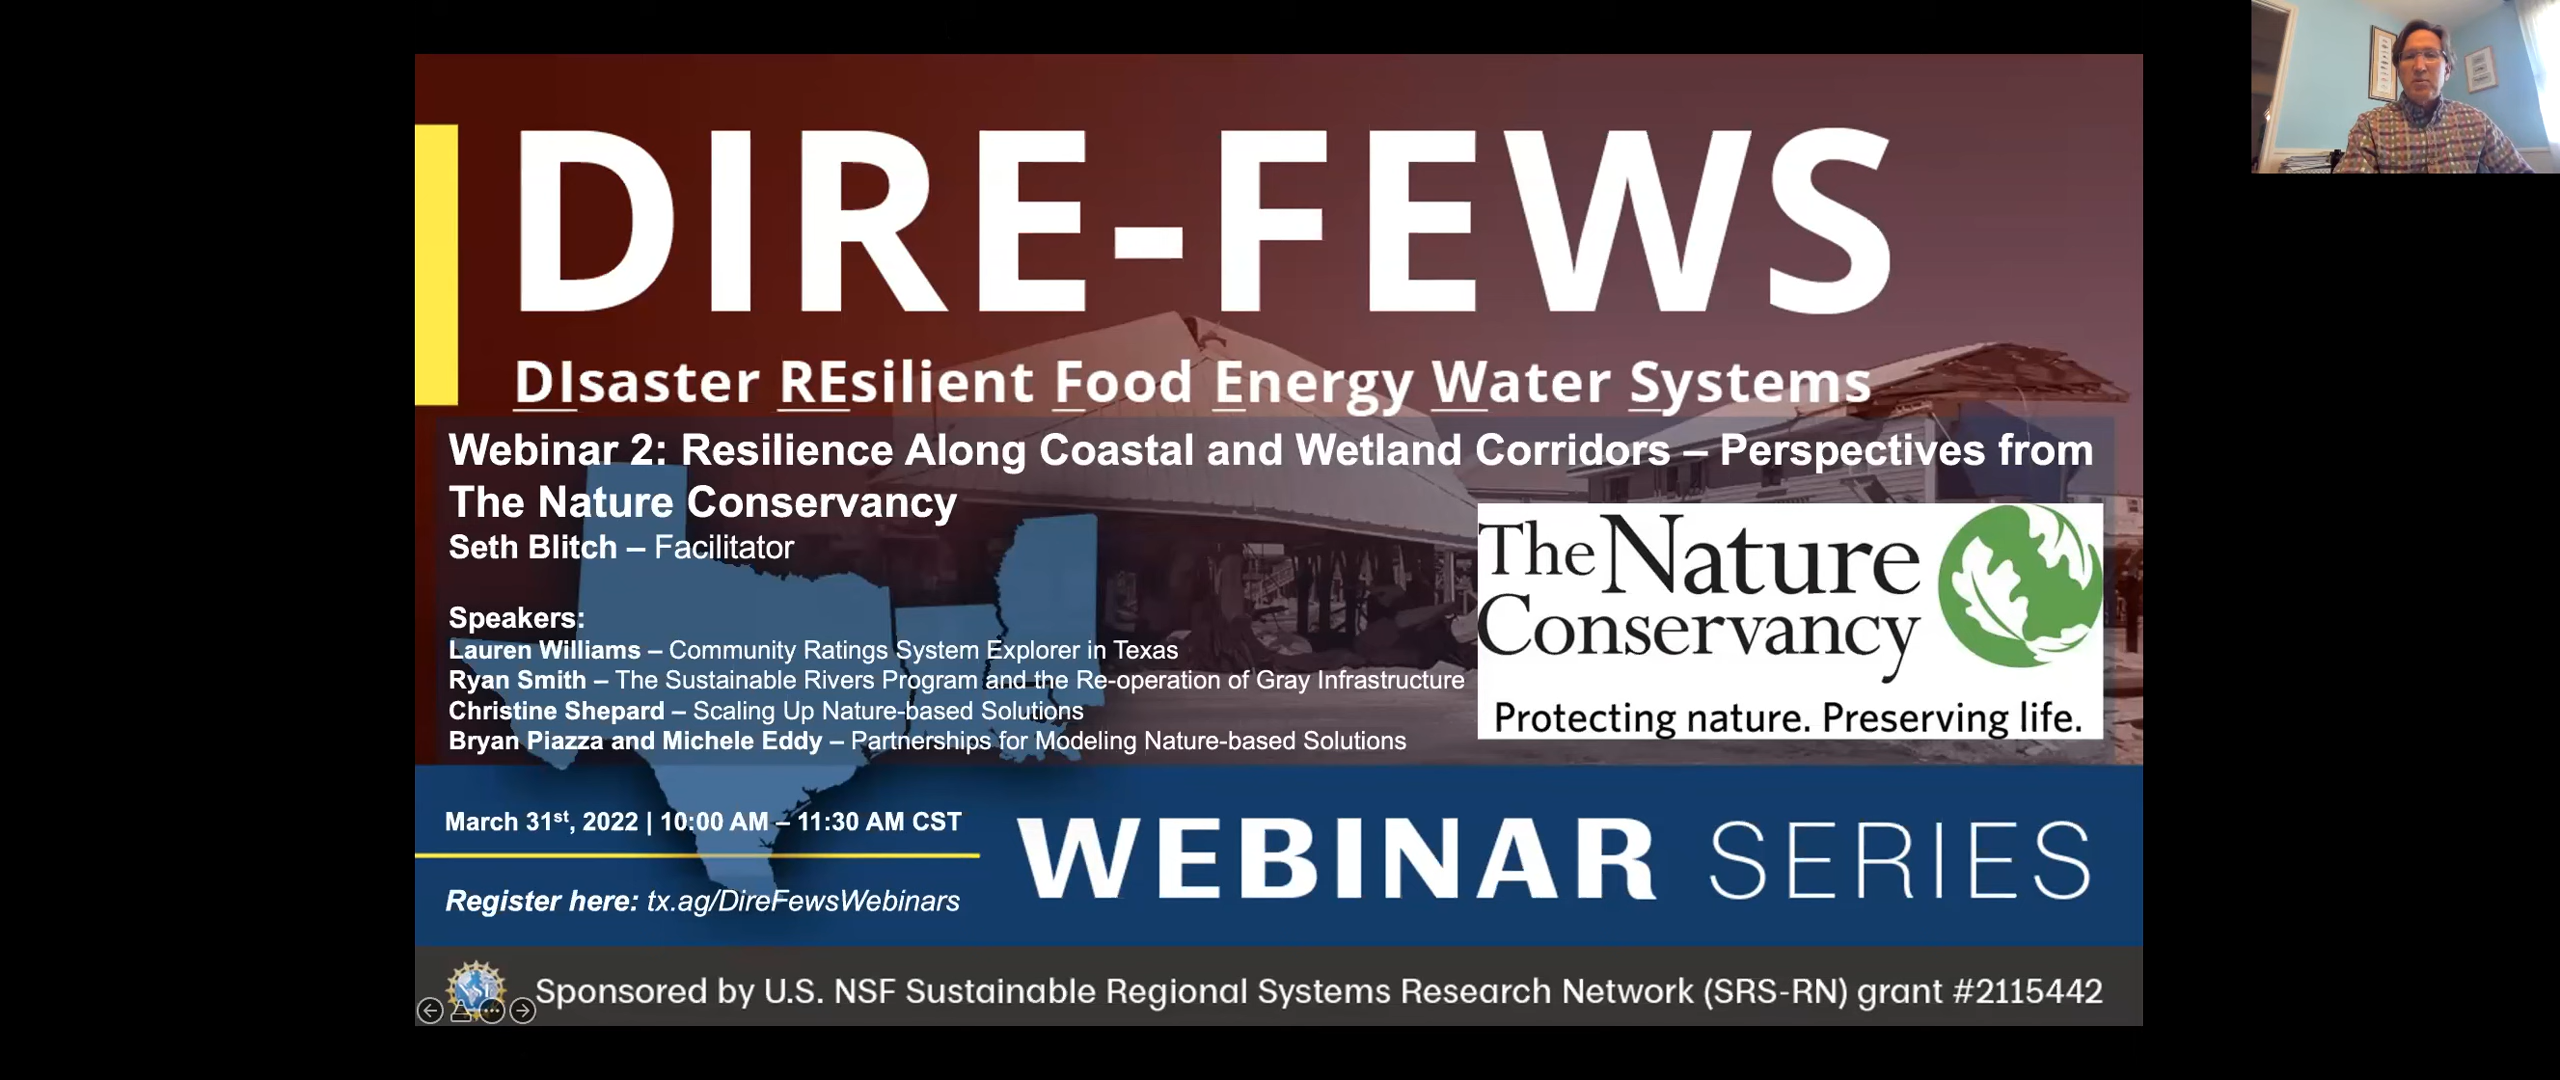 DIRE-FEWS
DIsaster REsilient Food Energy Water Systems
Webinar 2: Resilience Along Coastal and Wetland Corridors – Perspectives from
The Nature Conservancy
Seth Blitch – Facilitator
Speakers:
Lauren Williams – Community Ratings System Explorer in Texas
Ryan Smith – The Sustainable Rivers Program and the Re-operation of Gray Infrastructure
Christine Shepard – Scaling Up Nature-based Solutions
Bryan Piazza and Michele Eddy – Partnerships for Modeling Nature-based Solutions
The Nature
Conservancy
Protecting nature. Preserving life.
March 31st, 2022 | 10:00 AM – 11:30 AM CST
Register here: tx.ag/DireFewsWebinars
WEBINAR SERIES
NSF
Sponsored by U.S. NSF Sustainable Regional Systems Research Network (SRS-RN) grant #2115442